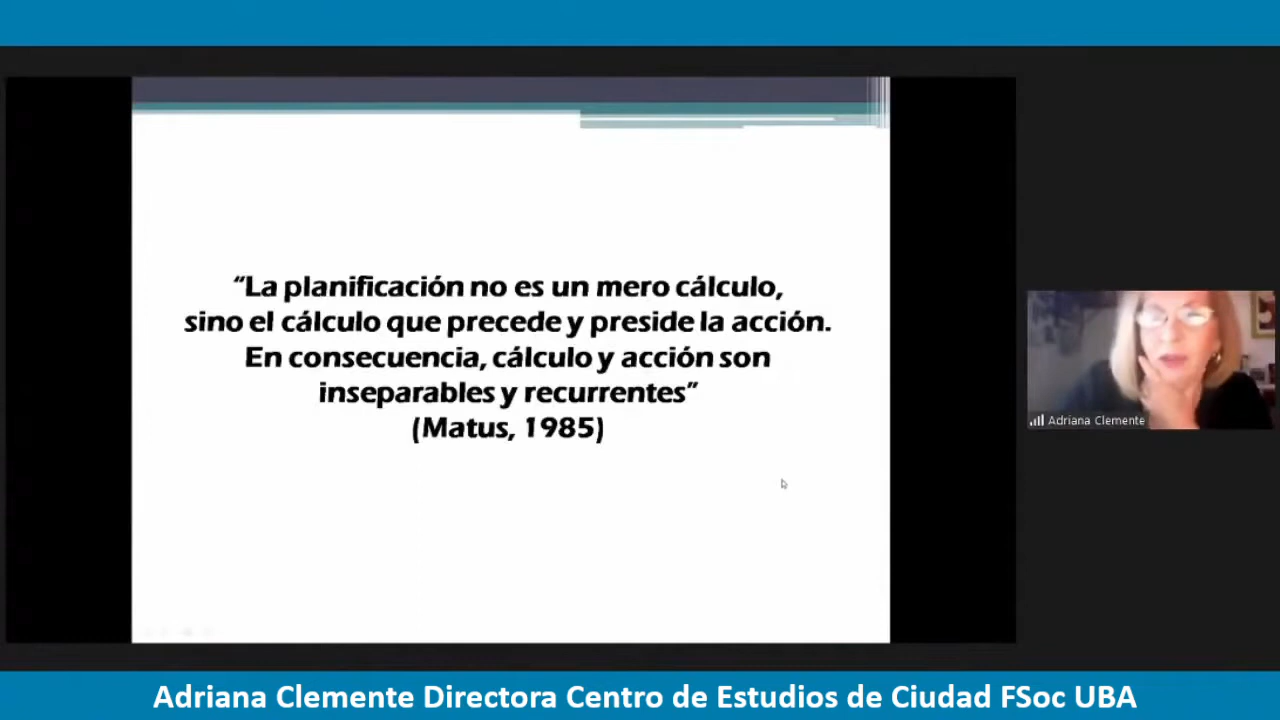 “La planificación no es un mero cálculo,
sino el cálculo que precede y preside la acción.
En consecuencia, cálculo y acción son
inseparables y recurrentes”
(Matus, 1985)
Adriana Clemente
Adriana Clemente Directora Centro de Estudios de Ciudad FSoc UBA